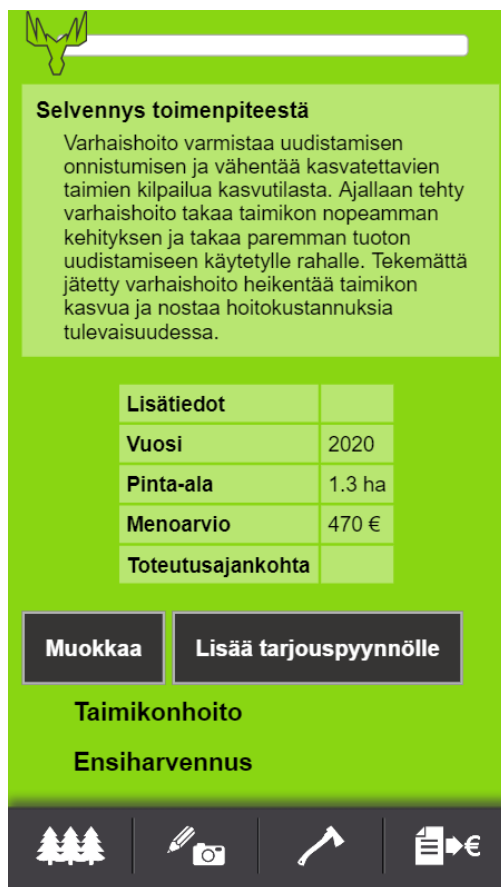 Selvennys toimenpiteestä
Varhaishoito varmistaa uudistamisen
onnistumisen ja vähentää kasvatettavien
taimien kilpailua kasvutilasta. Ajallaan tehty
varhaishoito takaa taimikon nopeamman
kehityksen ja takaa paremman tuoton
uudistamiseen käytetylle rahalle. Tekemättä
jätetty varhaishoito heikentää taimikon
kasvua ja nostaa hoitokustannuksia
tulevaisuudessa.
Lisätiedot
Vuosi 2020
Pinta-ala 1.3 ha
Menoarvio 470 €
Toteutusajankohta
Muokkaa Lisää tarjouspyynnölle
Taimikonhoito
Ensiharvennus
€